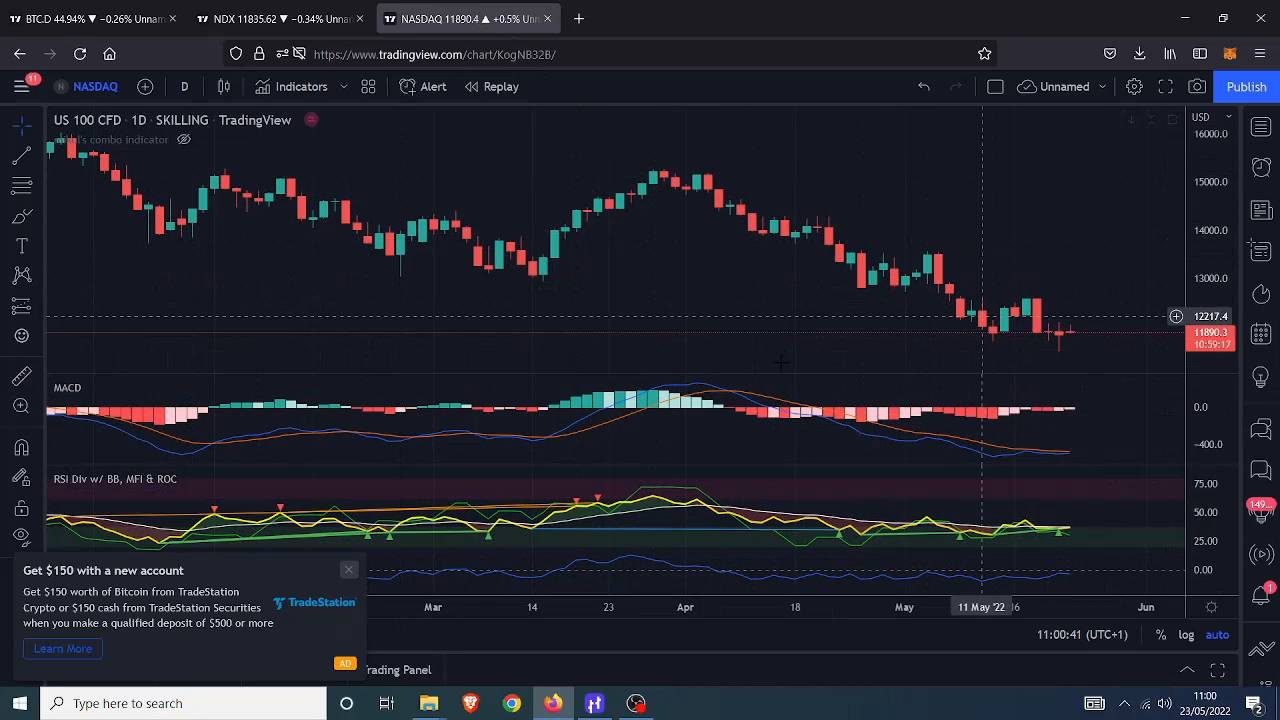 BTC.D 44.94% ▼ −0.26% Unnam
NDX 11835.62 ▼ −0.34% Unnam
NASDAQ 11890.4 ▲ +0.5% Unn
https://www.tradingview.com/chart/KogNB32B/
11
NASDAQ
D
Indicators
Alert
Replay
Unnamed
Publish
US 100 CFD · 1D · SKILLING · TradingView
combo indicator
USD
16000.0
15000.0
14000.0
13000.0
12217.4
11890.3
10:59:17
MACD
0.0
-400.0
RSI Div w/ BB, MFI & ROC
75.00
50.00
25.00
0.00
149...
1
Get $150 with a new account
Get $150 worth of Bitcoin from TradeStation
Crypto or $150 cash from TradeStation Securities
when you make a qualified deposit of $500 or more
TradeStation
Learn More
AD
Mar
14
23
Apr
18
May
11 May '22
16
Jun
11:00:41 (UTC+1)
%
log
auto
Trading Panel
Type here to search
11:00
23/05/2022
2